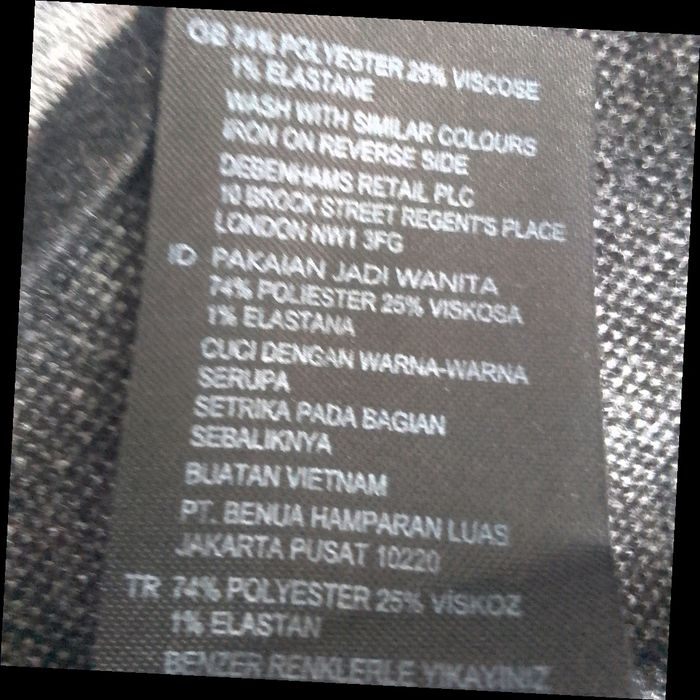 GB 74% POLYESTER 25% VISCOSE
1% ELASTANE
WASH WITH SIMILAR COLOURS
IRON ON REVERSE SIDE
DEBENHAMS RETAIL PLC
10 BROCK STREET REGENT'S PLACE
LONDON NW1 3FG
ID PAKAIAN JADI WANITA
74% POLIESTER 25% VISKOSA
1% ELASTANA
CUCI DENGAN WARNA-WARNA
SERUPA
SETRIKA PADA BAGIAN
SEBALIKNYA
BUATAN VIETNAM
PT. BENUA HAMPARAN LUAS
JAKARTA PUSAT 10220
TR 74% POLYESTER 25% VİSKOZ
1% ELASTAN
BENZER RENKLERLE YIKAYINIZ